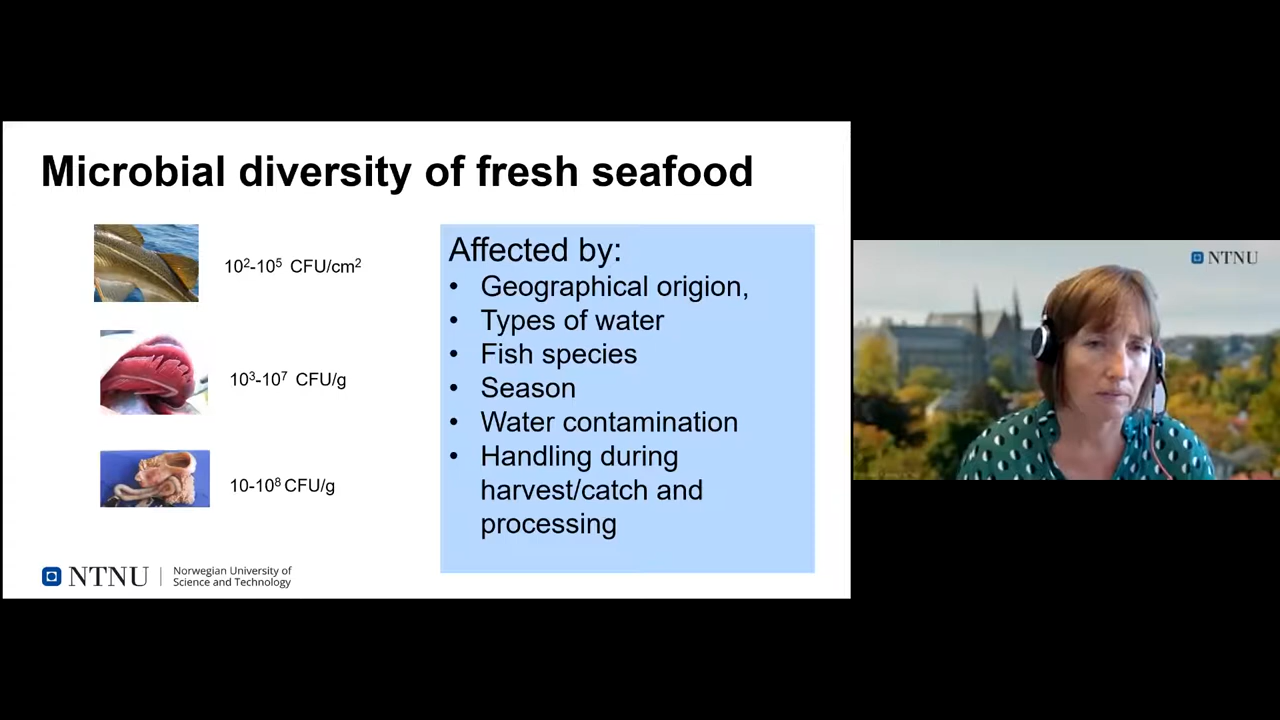 Microbial diversity of fresh seafood
10²-10⁵ CFU/cm²
10³-10⁷ CFU/g
10-10⁸ CFU/g
Affected by:
• Geographical origion,
• Types of water
• Fish species
• Season
• Water contamination
• Handling during
harvest/catch and
processing
NTNU
Norwegian University of
Science and Technology
NTNU